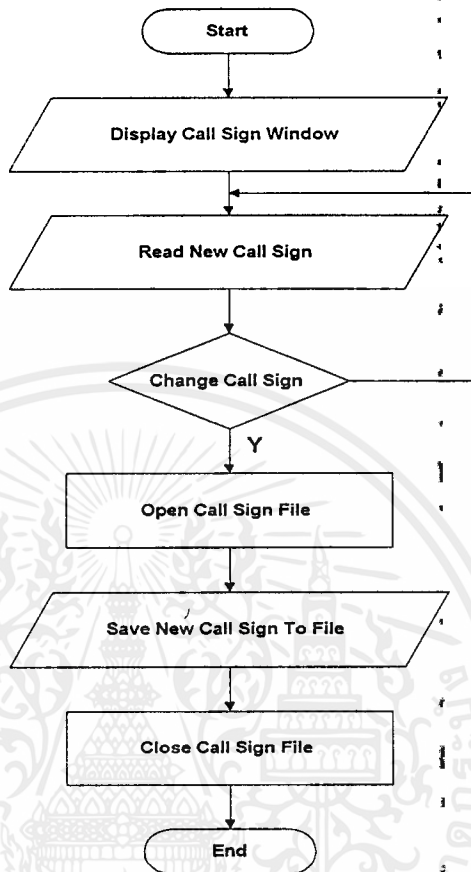 Start
Display Call Sign Window
Read New Call Sign
Change Call Sign
Y
Open Call Sign File
Save New Call Sign To File
Close Call Sign File
End